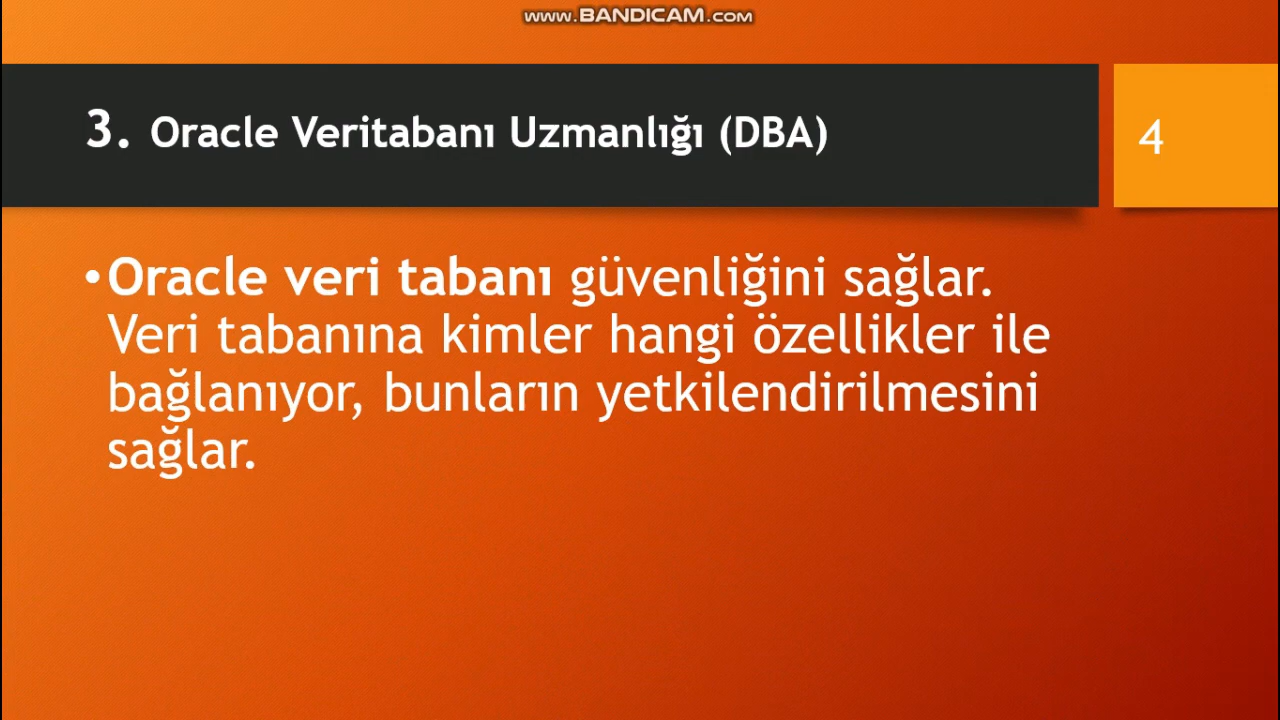 www.BANDICAM.com
3. Oracle Veritabanı Uzmanlığı (DBA)
4
•Oracle veri tabanı güvenliğini sağlar.
Veri tabanına kimler hangi özellikler ile
bağlanıyor, bunların yetkilendirilmesini
sağlar.